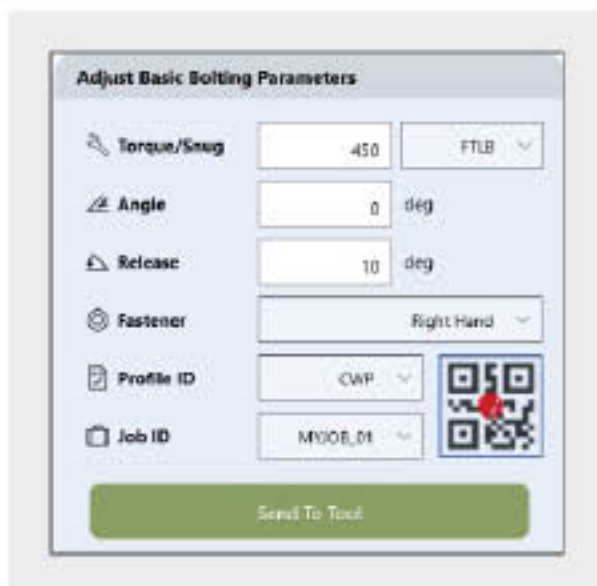 Adjust Basic Bolting Parameters
Torque/Snug 450 FTLB
Angle 0 deg
Release 10 deg
Fastener Right Hand
Profile ID CWP
Job ID MYJOB_01
Send To Tool